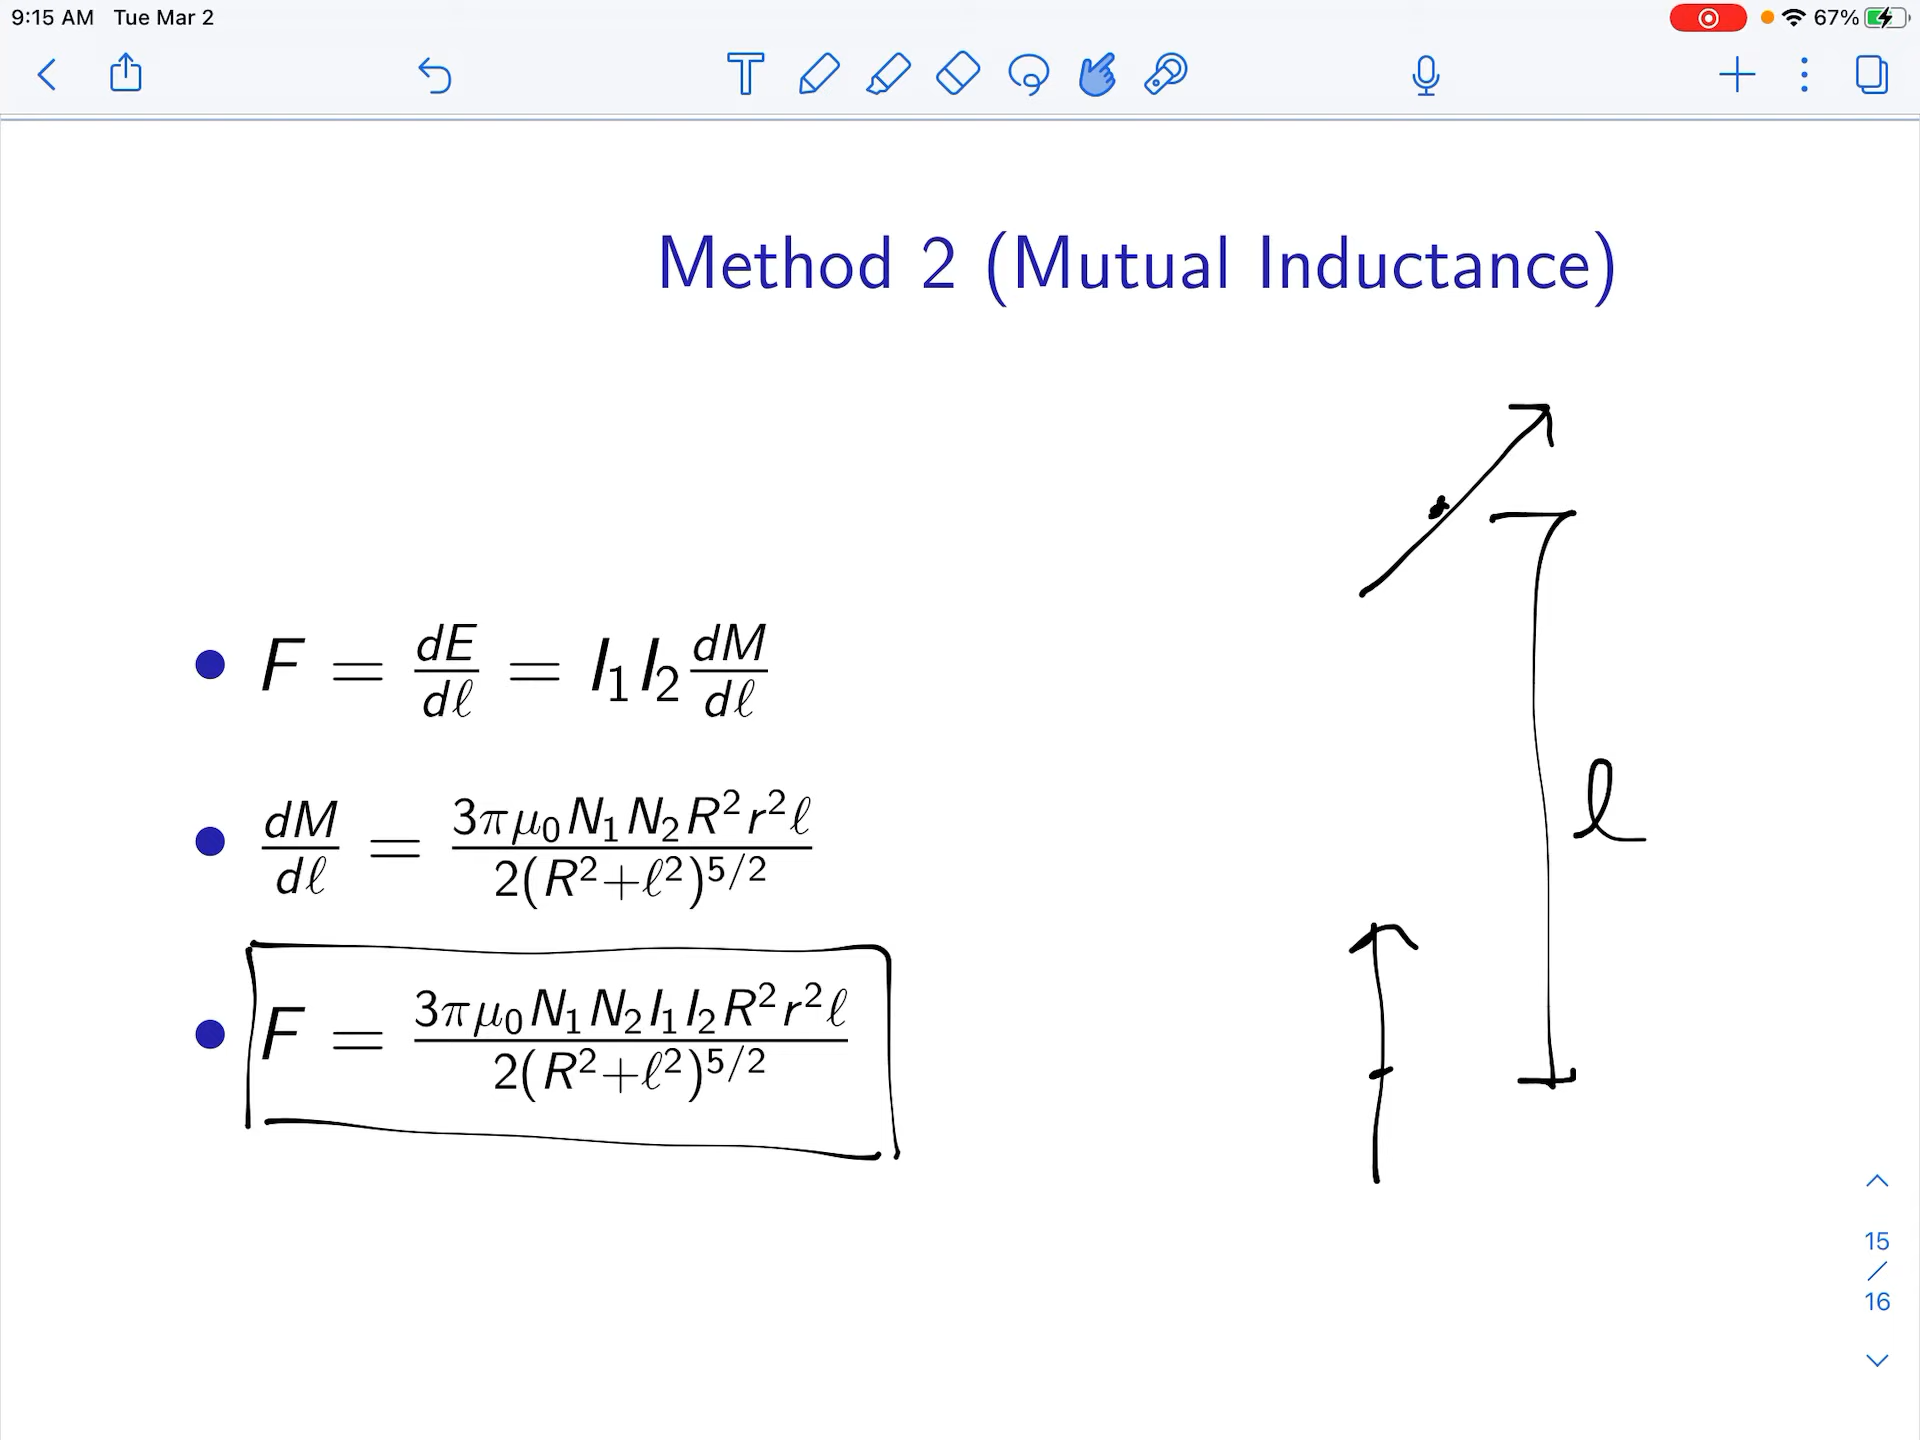 9:15 AM Tue Mar 2
67%
Method 2 (Mutual Inductance)
• F = dE/dℓ = I₁I₂ dM/dℓ
• dM/dℓ = 3πμ₀N₁N₂R²r²ℓ / 2(R²+ℓ²)^5/2
• F = 3πμ₀N₁N₂I₁I₂R²r²ℓ / 2(R²+ℓ²)^5/2
ℓ
15
/
16